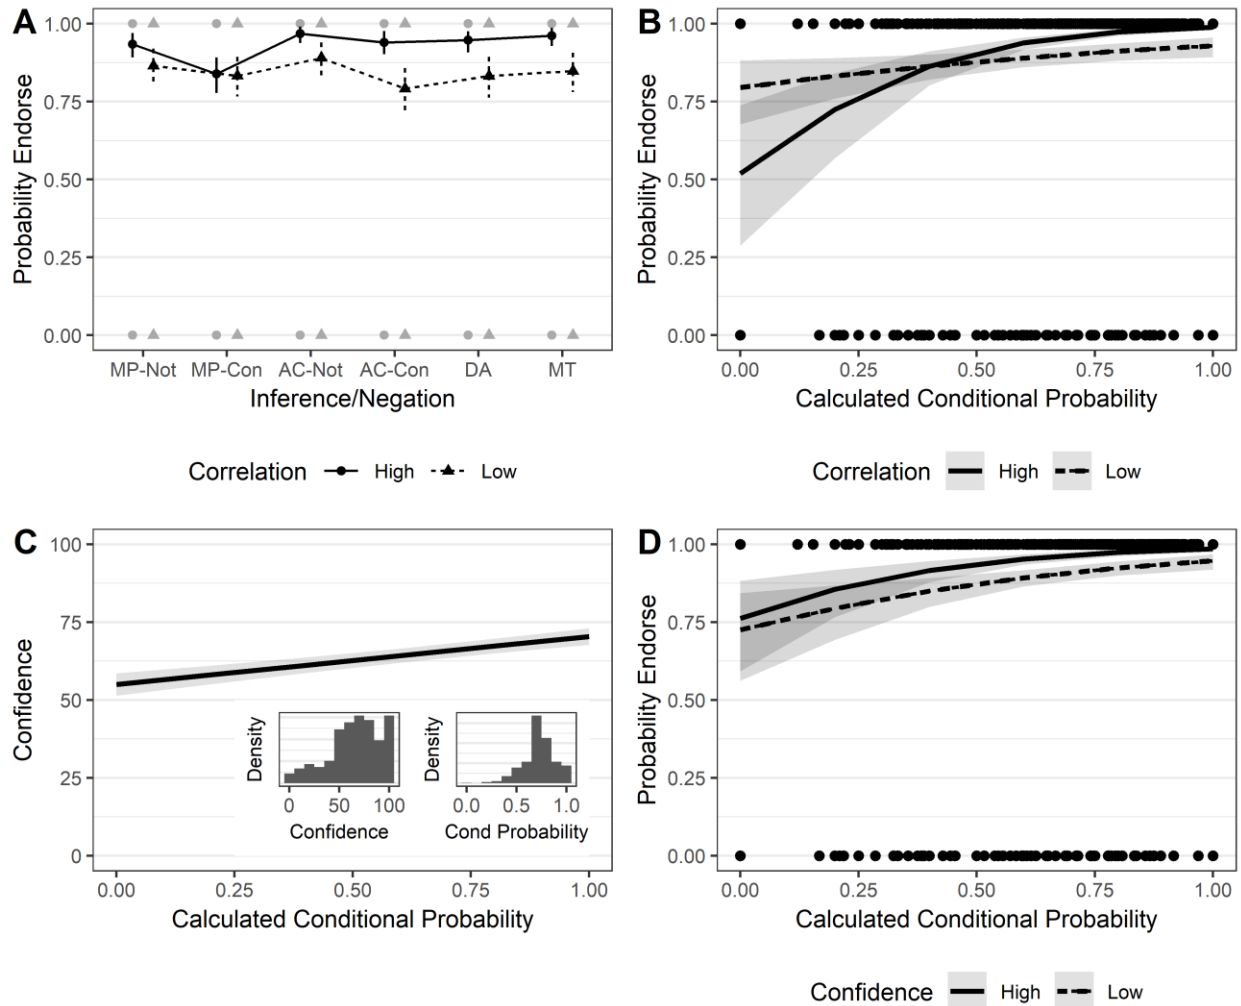 A
1.00
0.75
0.50
0.25
0.00
Probability Endorse
MP-Not MP-Con AC-Not AC-Con DA MT
Inference/Negation
Correlation High Low
B
1.00
0.75
0.50
0.25
0.00
Probability Endorse
0.00 0.25 0.50 0.75 1.00
Calculated Conditional Probability
Correlation High Low
C
100
75
50
25
0
Confidence
Density
0 50 100
Confidence
Density
0.0 0.5 1.0
Cond Probability
0.00 0.25 0.50 0.75 1.00
Calculated Conditional Probability
D
1.00
0.75
0.50
0.25
0.00
Probability Endorse
0.00 0.25 0.50 0.75 1.00
Calculated Conditional Probability
Confidence High Low